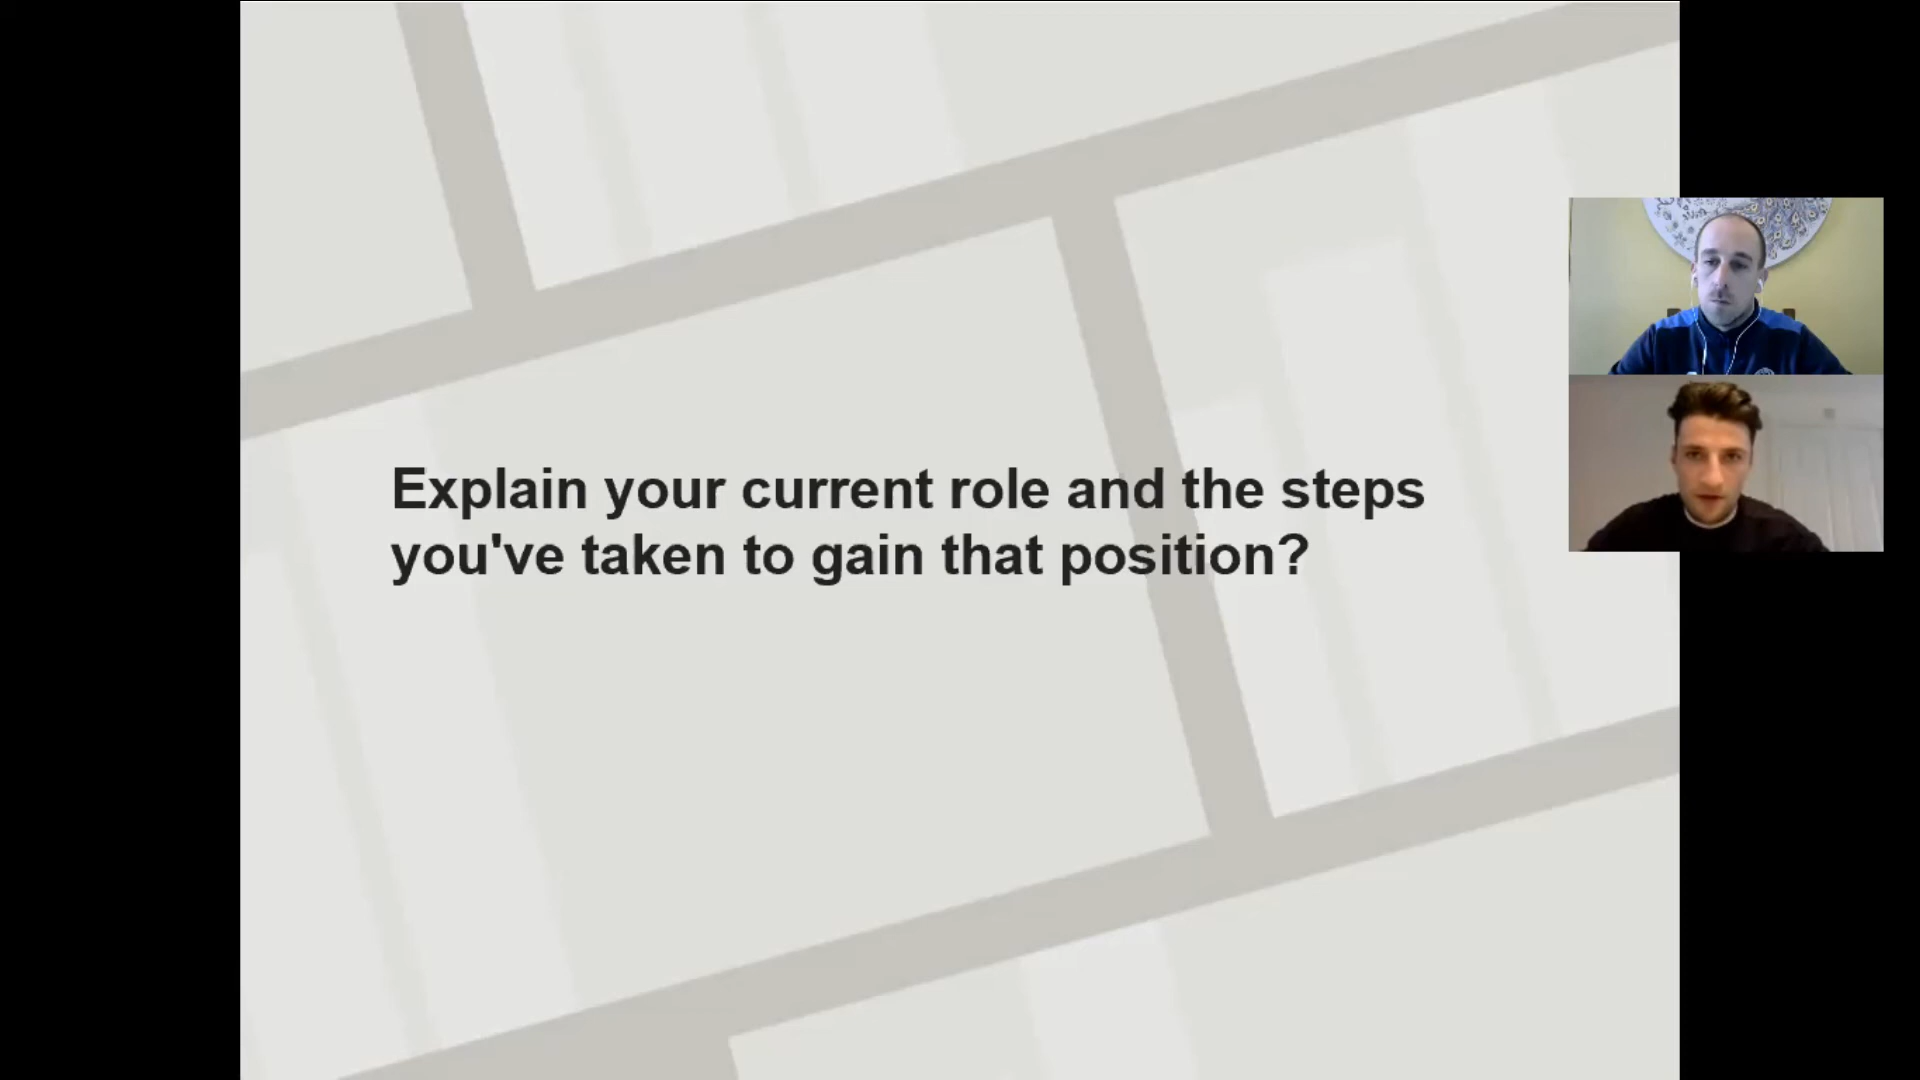 Explain your current role and the steps
you've taken to gain that position?